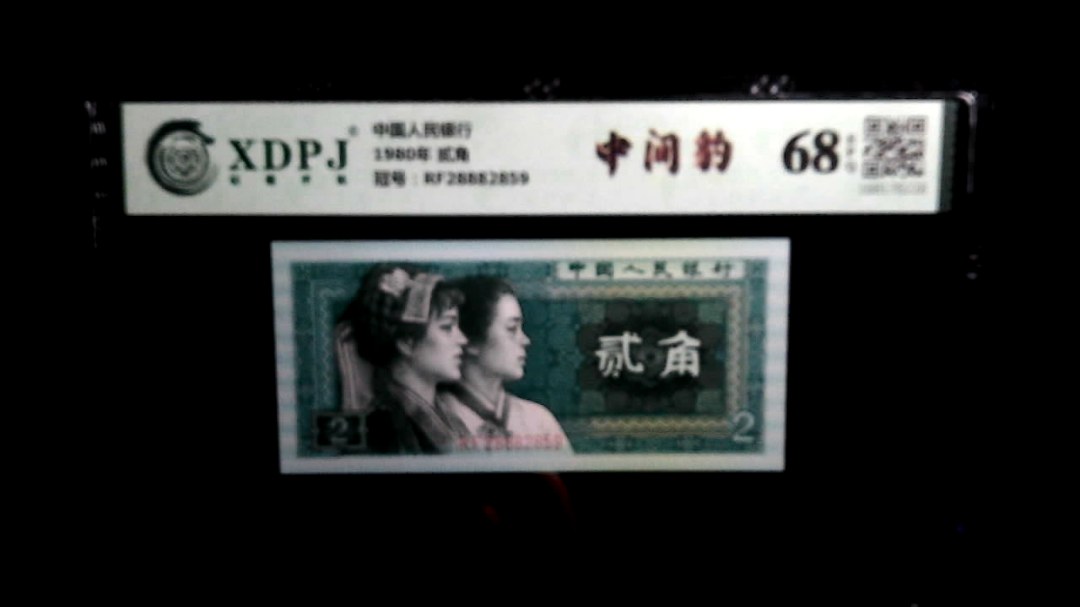 XDPJ
中国人民银行
1980年 贰角
冠号：RF28882859
中间豹
68
中国人民银行
贰角
2
2